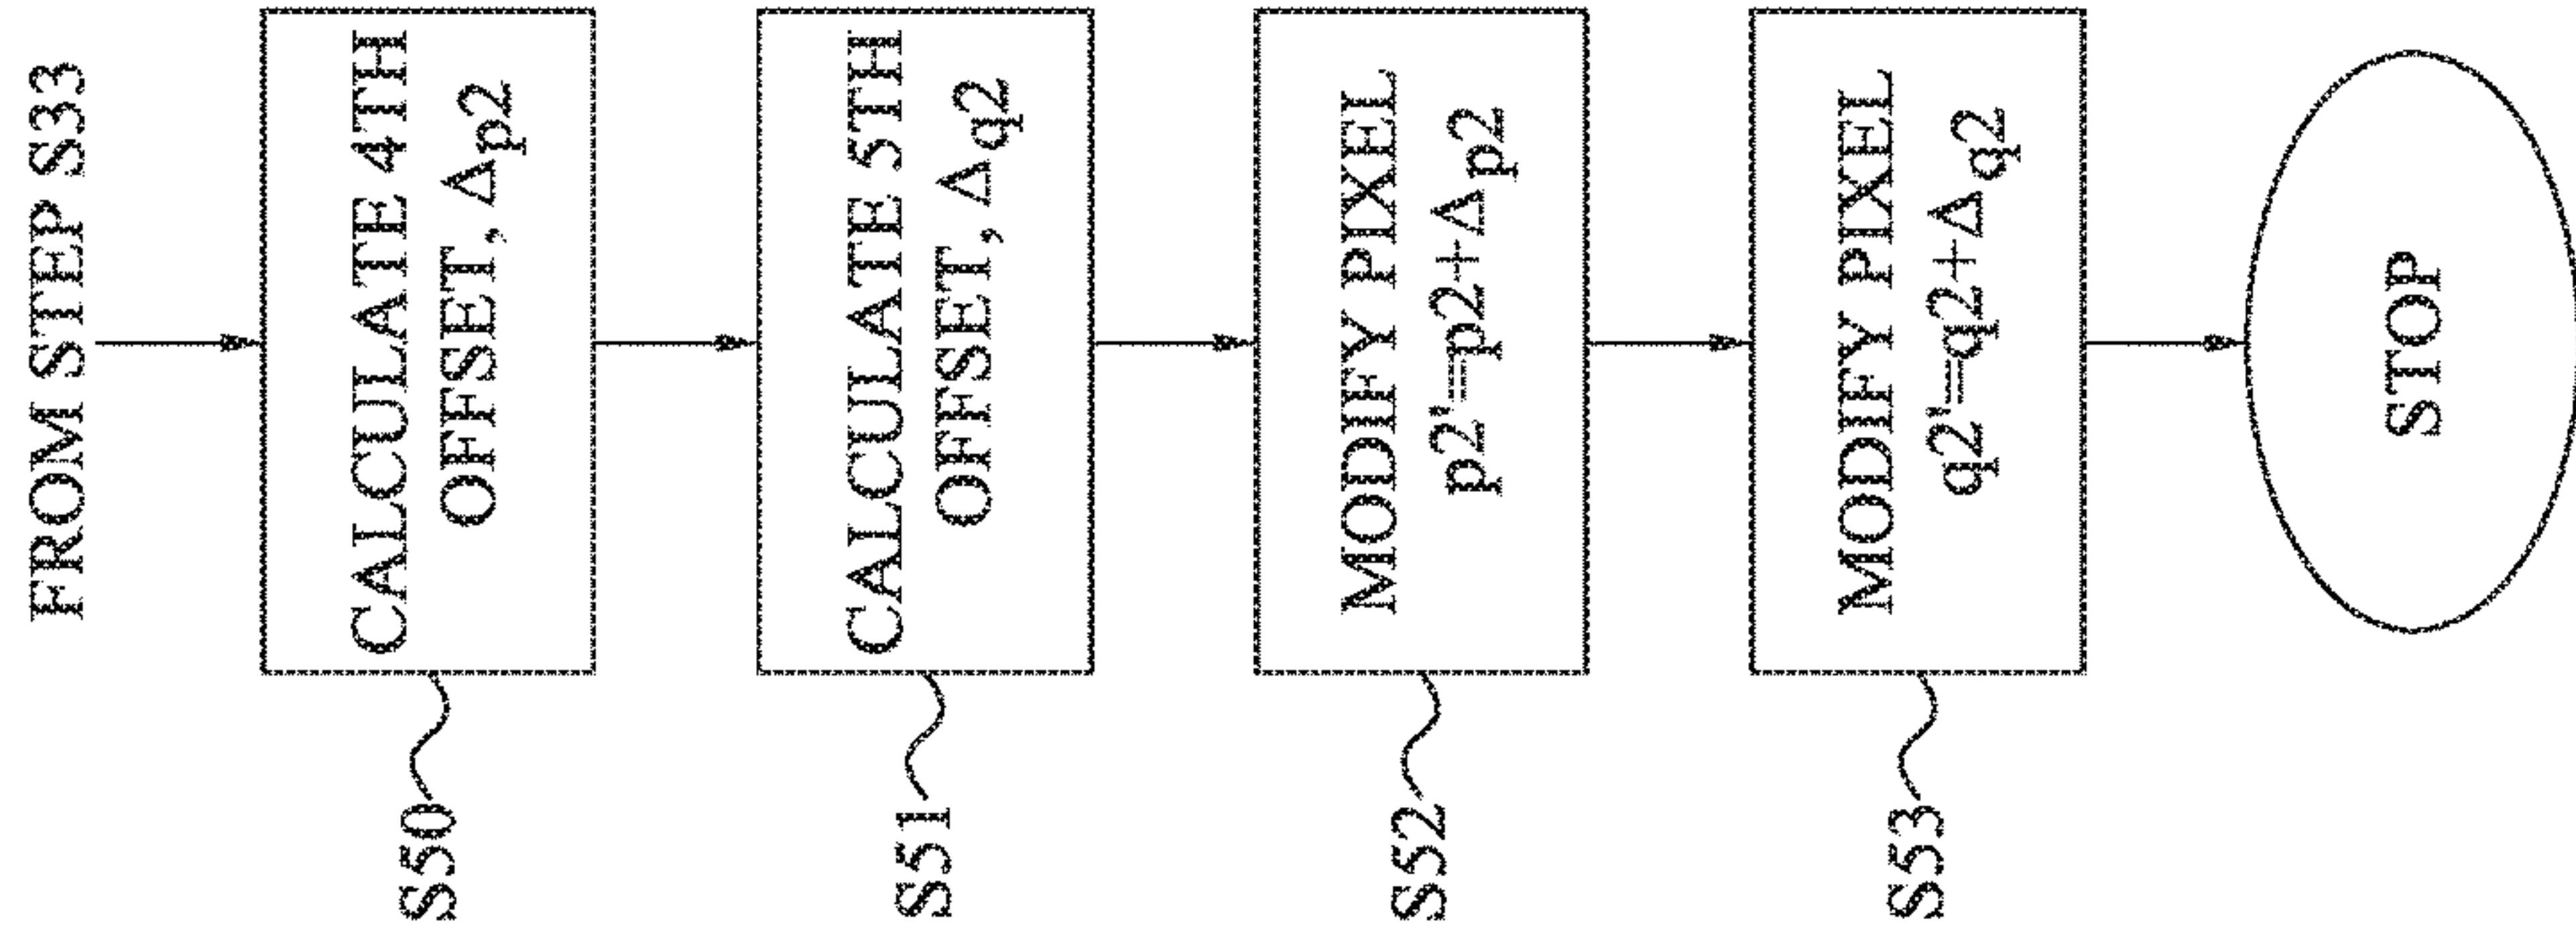 FROM STEP S33
S50
CALCULATE 4TH
OFFSET, Δp2
S51
CALCULATE 5TH
OFFSET, Δq2
S52
MODIFY PIXEL
p2'=p2+Δp2
S53
MODIFY PIXEL
q2'=q2+Δq2
STOP